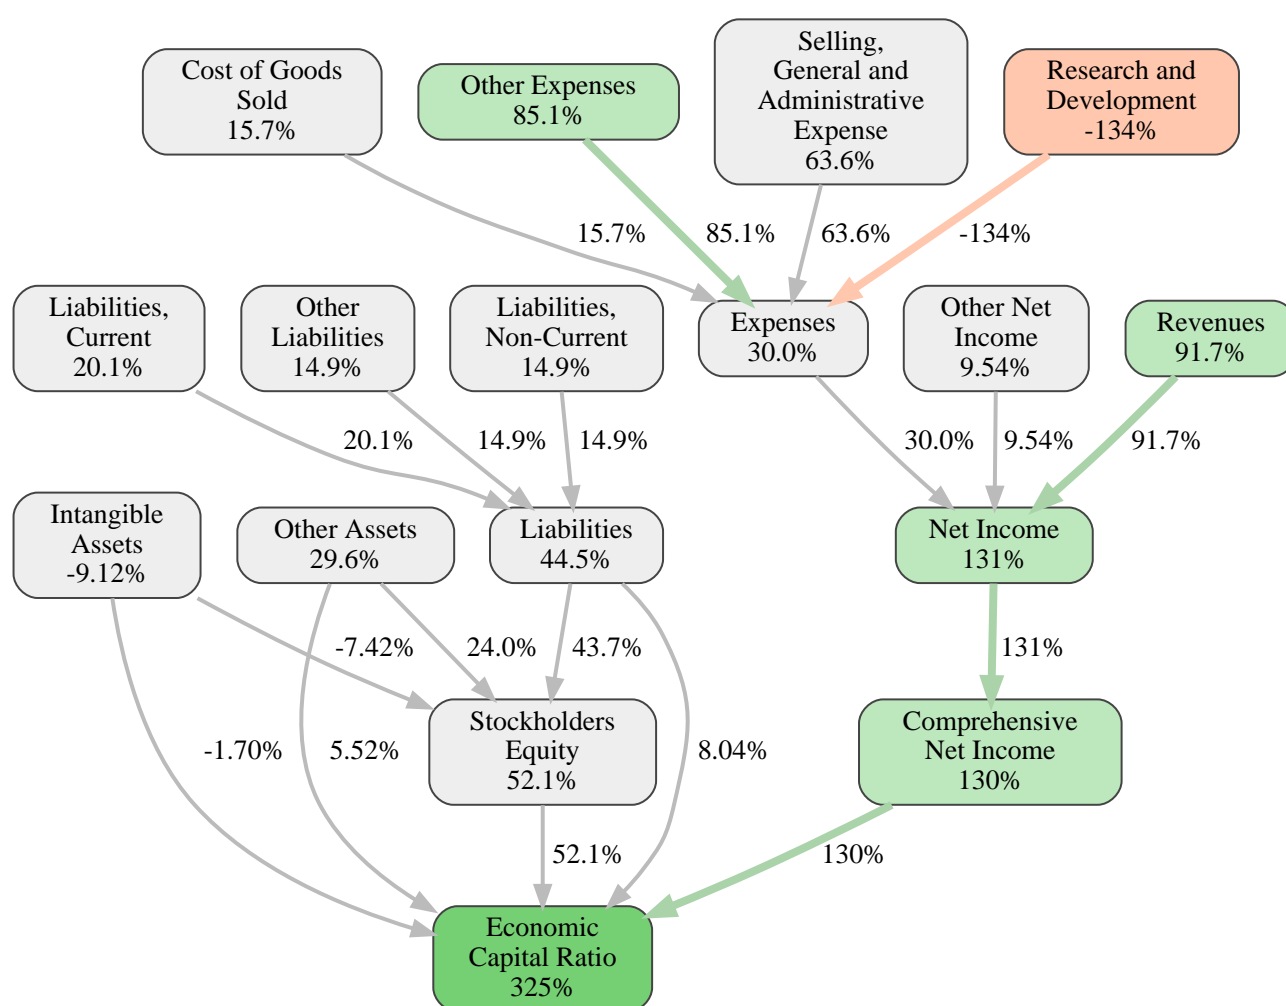 Cost of Goods
Sold
15.7%
Other Expenses
85.1%
Selling,
General and
Administrative
Expense
63.6%
Research and
Development
-134%
15.7%
85.1%
63.6%
-134%
Liabilities,
Current
20.1%
Other
Liabilities
14.9%
Liabilities,
Non-Current
14.9%
Expenses
30.0%
Other Net
Income
9.54%
Revenues
91.7%
20.1%
14.9%
14.9%
30.0%
9.54%
91.7%
Intangible
Assets
-9.12%
Other Assets
29.6%
Liabilities
44.5%
Net Income
131%
-7.42%
24.0%
43.7%
131%
Stockholders
Equity
52.1%
Comprehensive
Net Income
130%
-1.70%
5.52%
8.04%
52.1%
130%
Economic
Capital Ratio
325%